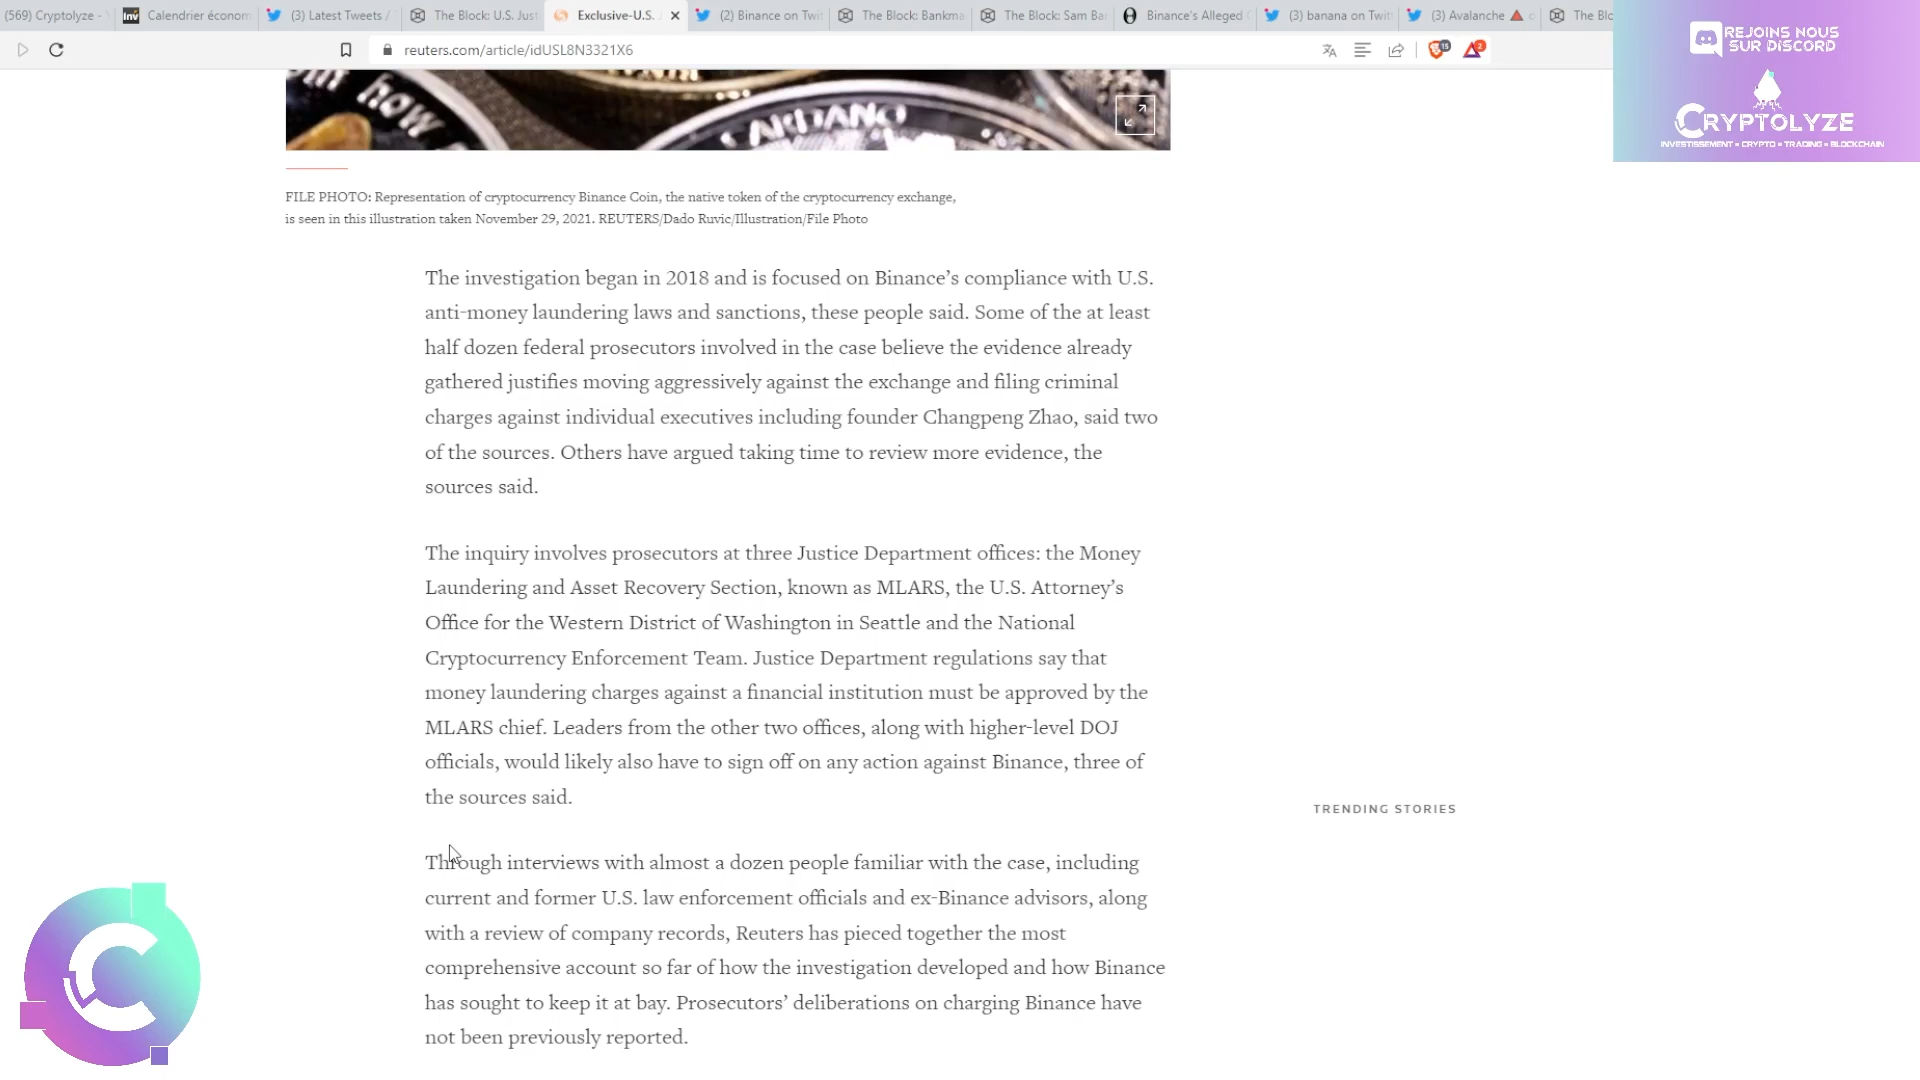 (569) Cryptolyze -
Calendrier économ
(3) Latest Tweets /
The Block: U.S. Just
Exclusive-U.S.
(2) Binance on Twit
The Block: Bankma
The Block: Sam Ba
Binance's Alleged
(3) banana on Twit
(3) Avalanche
The Blo
reuters.com/article/idUSL8N3321X6
15
2
REJOINS NOUS
SUR DISCORD
CRYPTOLYZE
INVESTISSEMENT • CRYPTO • TRADING • BLOCKCHAIN
how
CARDANO
FILE PHOTO: Representation of cryptocurrency Binance Coin, the native token of the cryptocurrency exchange,
is seen in this illustration taken November 29, 2021. REUTERS/Dado Ruvic/Illustration/File Photo
The investigation began in 2018 and is focused on Binance’s compliance with U.S.
anti-money laundering laws and sanctions, these people said. Some of the at least
half dozen federal prosecutors involved in the case believe the evidence already
gathered justifies moving aggressively against the exchange and filing criminal
charges against individual executives including founder Changpeng Zhao, said two
of the sources. Others have argued taking time to review more evidence, the
sources said.
The inquiry involves prosecutors at three Justice Department offices: the Money
Laundering and Asset Recovery Section, known as MLARS, the U.S. Attorney’s
Office for the Western District of Washington in Seattle and the National
Cryptocurrency Enforcement Team. Justice Department regulations say that
money laundering charges against a financial institution must be approved by the
MLARS chief. Leaders from the other two offices, along with higher-level DOJ
officials, would likely also have to sign off on any action against Binance, three of
the sources said.
TRENDING STORIES
Through interviews with almost a dozen people familiar with the case, including
current and former U.S. law enforcement officials and ex-Binance advisors, along
with a review of company records, Reuters has pieced together the most
comprehensive account so far of how the investigation developed and how Binance
has sought to keep it at bay. Prosecutors’ deliberations on charging Binance have
not been previously reported.